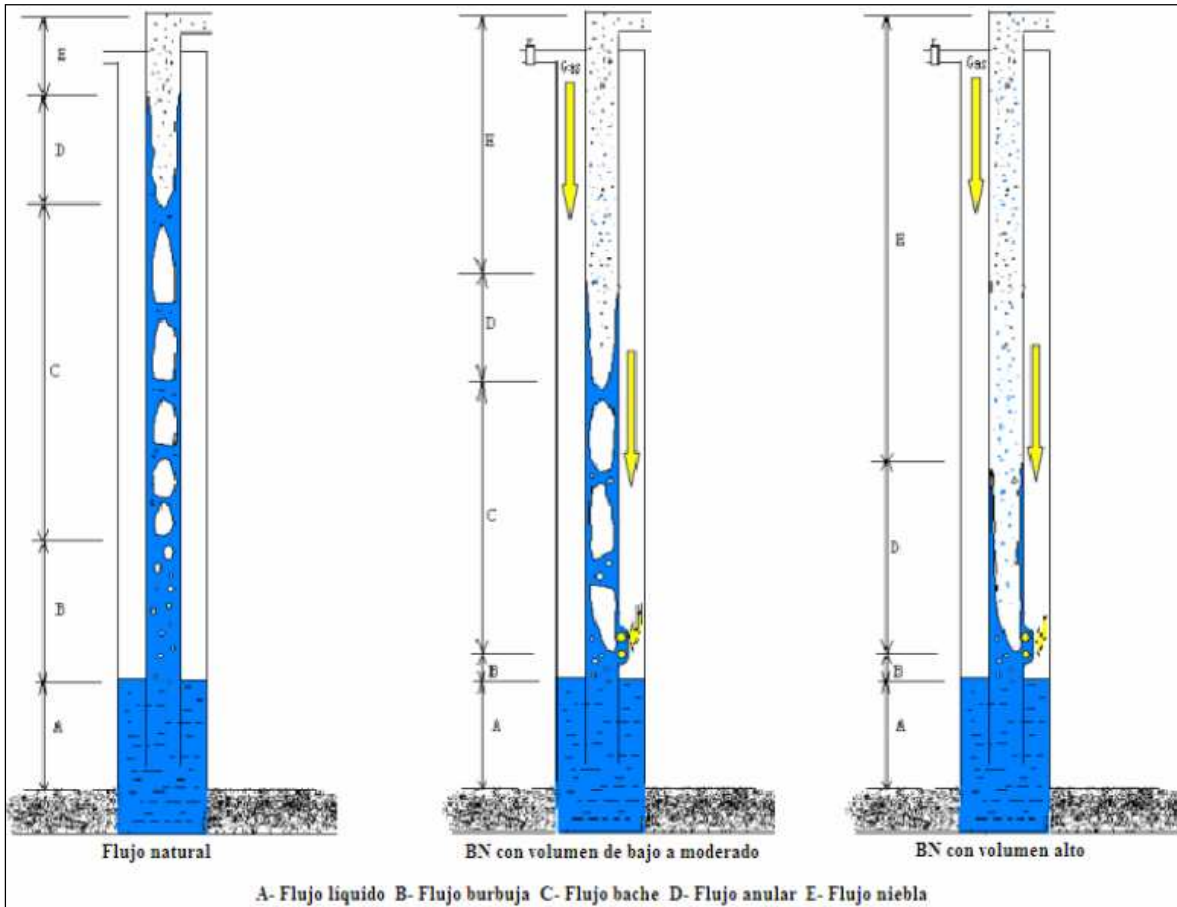 E
D
C
B
A
Flujo natural
Gas
E
D
C
B
A
BN con volumen de bajo a moderado
Gas
E
D
B
A
BN con volumen alto
A- Flujo líquido B- Flujo burbuja C- Flujo bache D- Flujo anular E- Flujo niebla